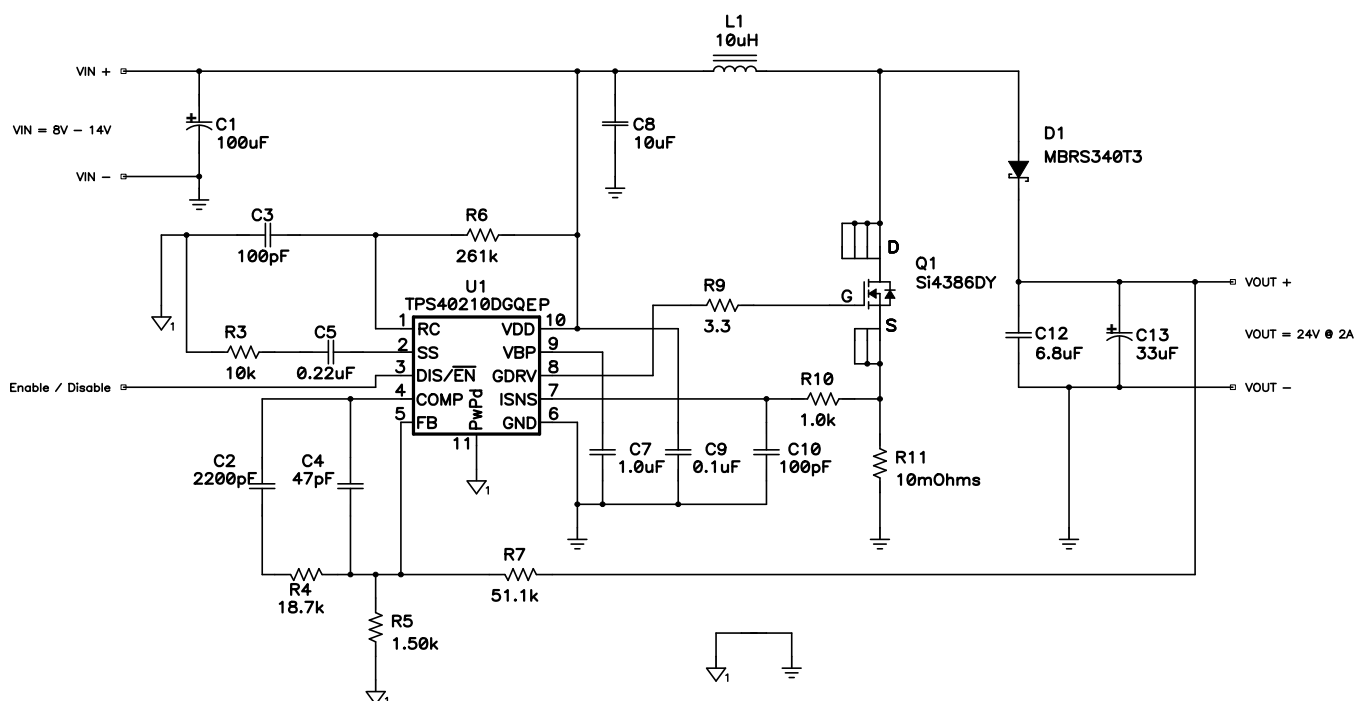 L1
10uH
VIN +
VIN = 8V – 14V
+
C1
100uF
C8
10uF
VIN –
D1
MBRS340T3
C3
100pF
R6
261k
1
U1
TPS40210DGQEP
1 RC VDD 10
2 SS VBP 9
3 DIS/EN GDRV 8
4 COMP ISNS 7
5 FB GND 6
PwPd
11
1
R3
10k
C5
0.22uF
Enable / Disable
R9
3.3
D
G
S
Q1
Si4386DY
VOUT +
C12
6.8uF
+
C13
33uF
VOUT = 24V @ 2A
VOUT –
R10
1.0k
C2
2200pF
C4
47pF
C7
1.0uF
C9
0.1uF
C10
100pF
R11
10mOhms
R4
18.7k
R7
51.1k
R5
1.50k
1
1